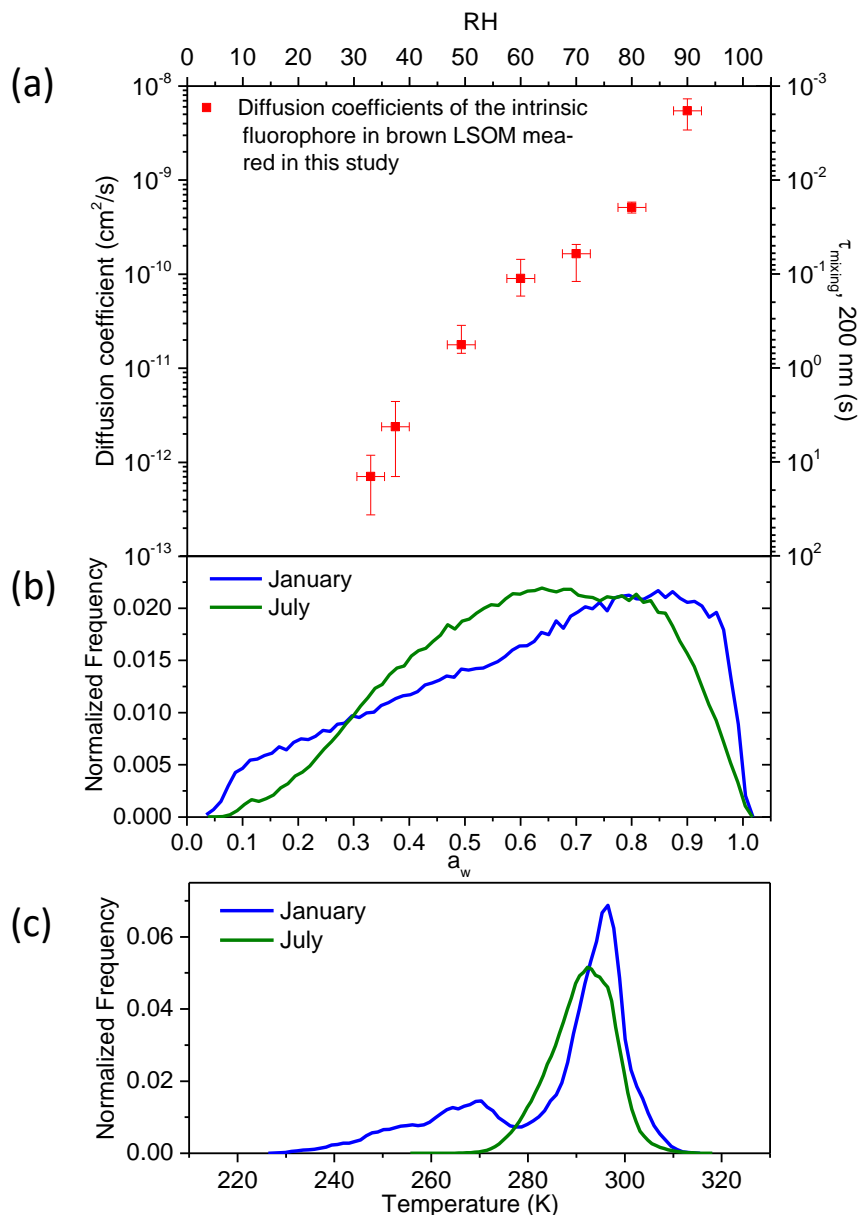 RH
0 10 20 30 40 50 60 70 80 90 100
(a)
10⁻⁸
10⁻⁹
10⁻¹⁰
10⁻¹¹
10⁻¹²
10⁻¹³
Diffusion coefficient (cm²/s)
Diffusion coefficients of the intrinsic
fluorophore in brown LSOM mea-
red in this study
10⁻³
10⁻²
10⁻¹
10⁰
10¹
10²
τmixing, 200 nm (s)
(b)
January
July
0.020
0.015
0.010
0.005
0.000
Normalized Frequency
0.0 0.1 0.2 0.3 0.4 0.5 0.6 0.7 0.8 0.9 1.0
a_w
(c)
January
July
0.06
0.04
0.02
0.00
Normalized Frequency
220 240 260 280 300 320
Temperature (K)